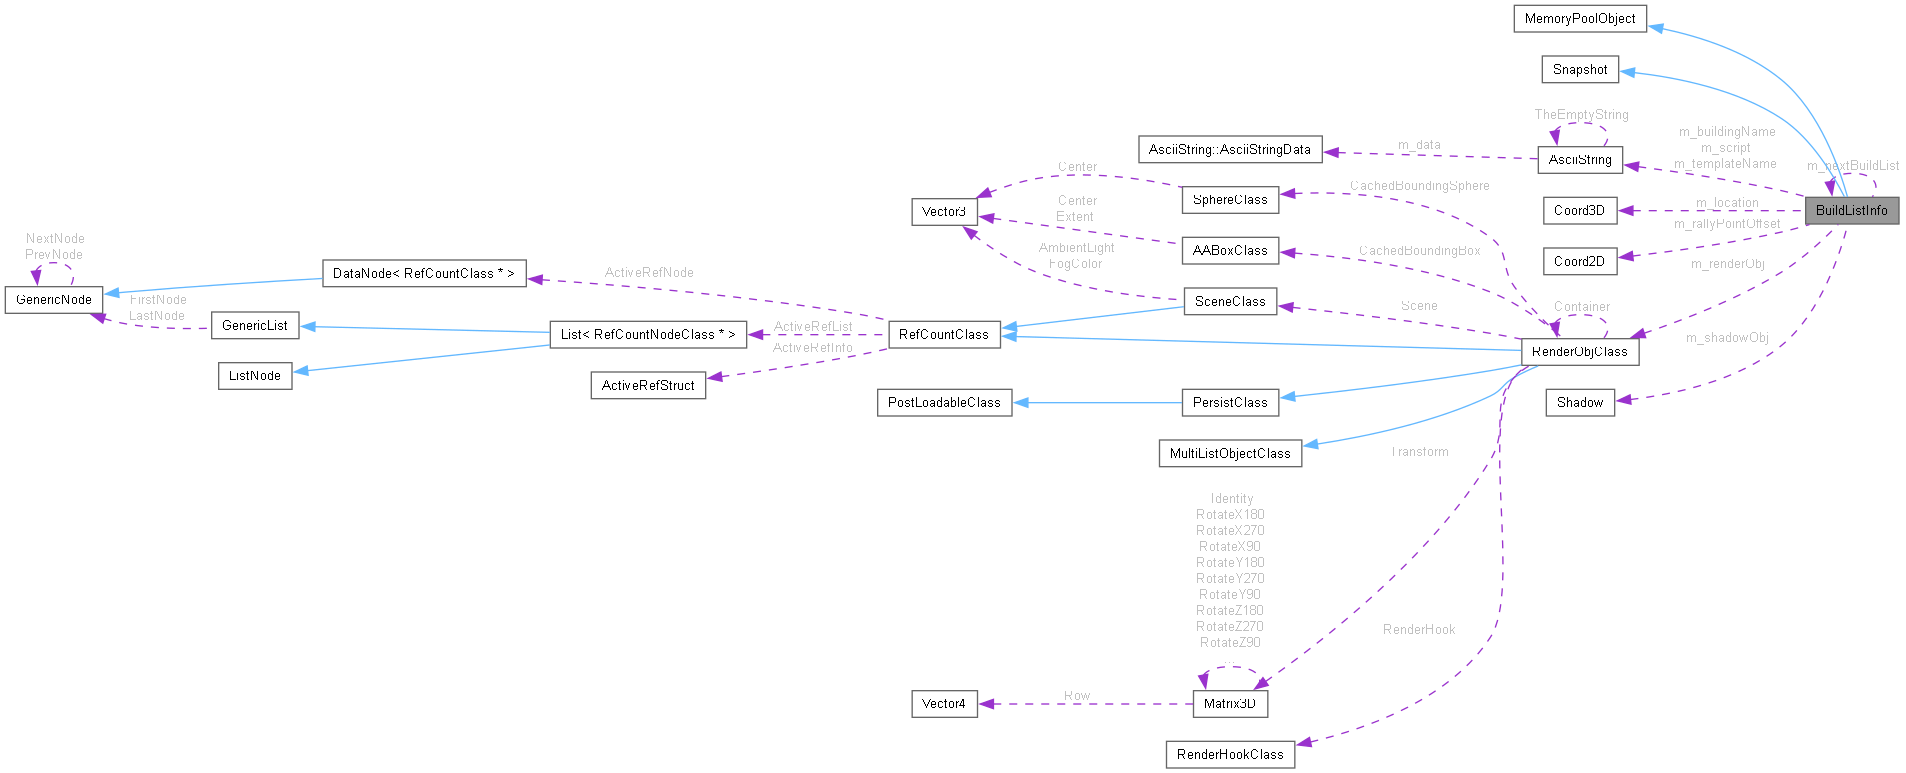 MemoryPoolObject
Snapshot
TheEmptyString
m_buildingName
m_script
m_templateName
AsciiString::AsciiStringData
m_data
AsciiString
m_nextBuildList
Center
CachedBoundingSphere
SphereClass
Vector3
Center
Extent
Coord3D
m_location
BuildListInfo
m_rallyPointOffset
AmbientLight
FogColor
AABoxClass
CachedBoundingBox
Coord2D
m_renderObj
NextNode
PrevNode
DataNode< RefCountClass * >
ActiveRefNode
GenericNode
FirstNode
LastNode
SceneClass
Scene
Container
GenericList
List< RefCountNodeClass * >
ActiveRefList
RefCountClass
ActiveRefInfo
RenderObjClass
m_shadowObj
ListNode
ActiveRefStruct
PostLoadableClass
PersistClass
Shadow
MultiListObjectClass
Transform
Identity
RotateX180
RotateX270
RotateX90
RotateY180
RotateY270
RotateY90
RotateZ180
RotateZ270
RotateZ90
...
RenderHook
Vector4
Row
Matrix3D
RenderHookClass